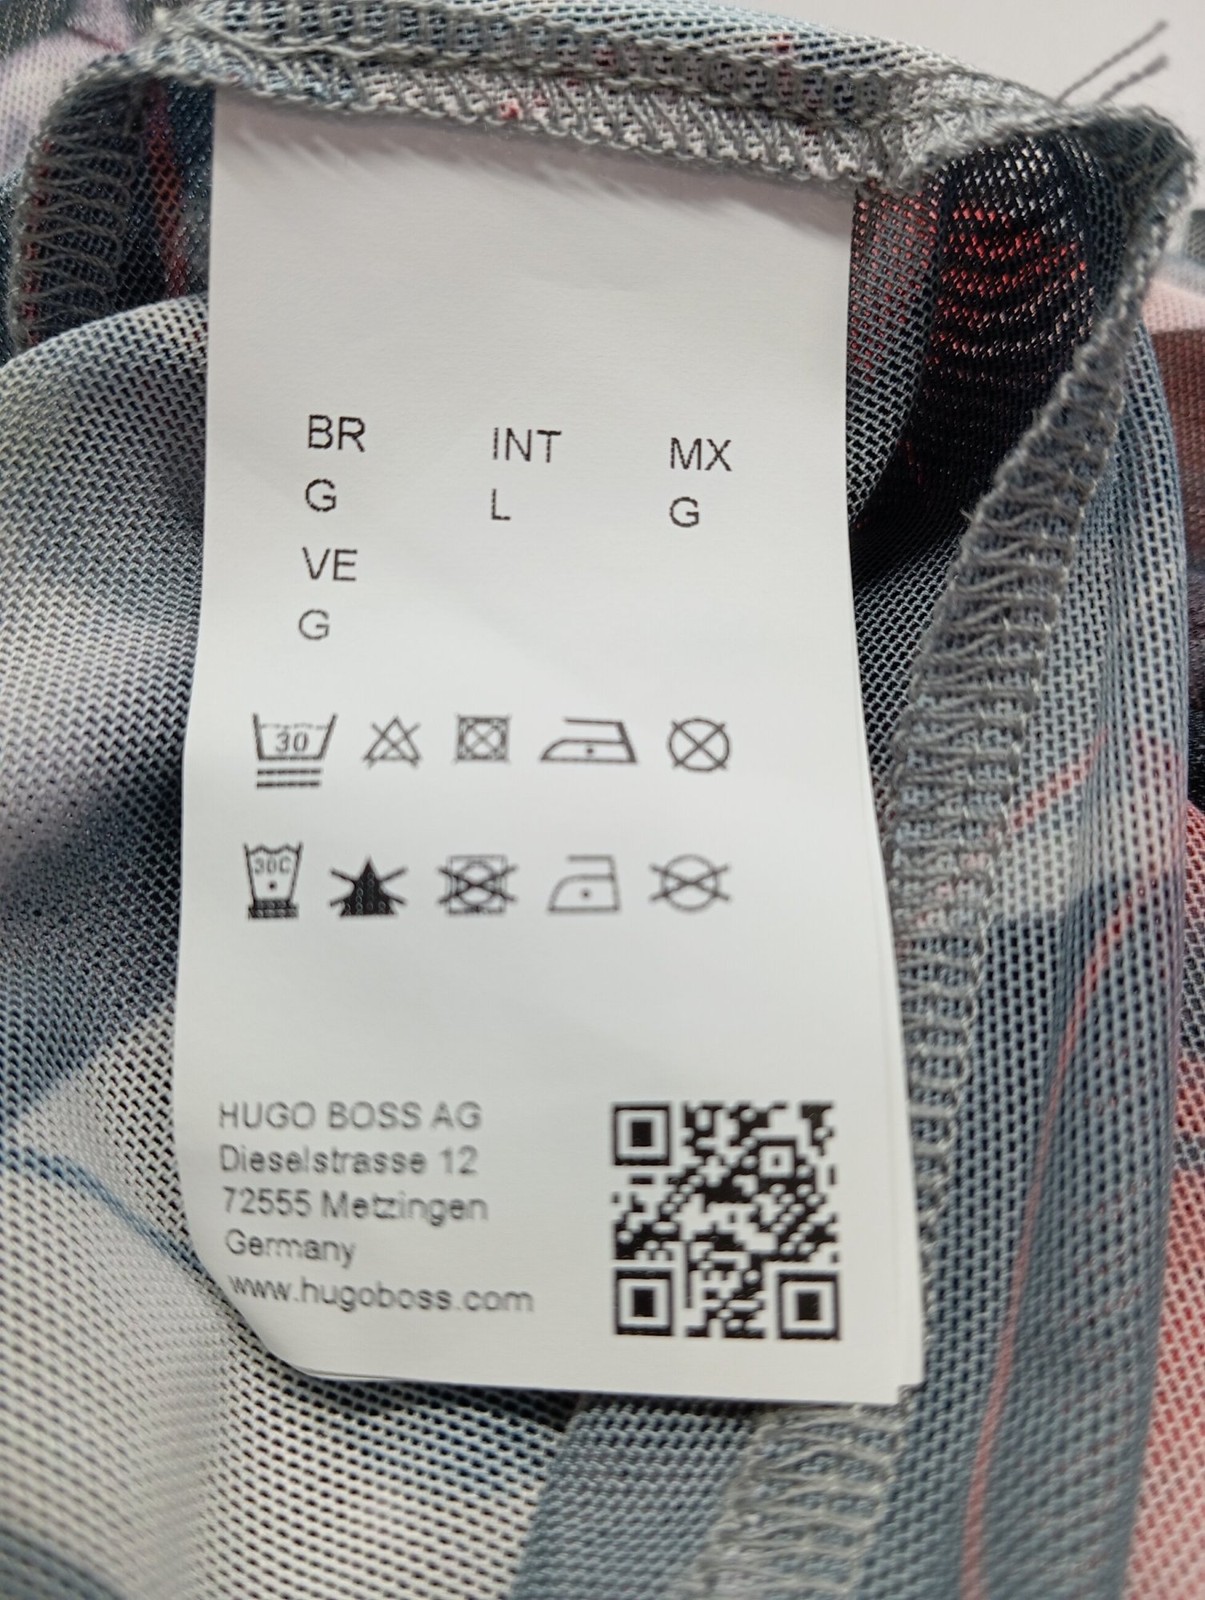 BR INT MX
G L G
VE
G
30
30C
HUGO BOSS AG
Dieselstrasse 12
72555 Metzingen
Germany
www.hugoboss.com